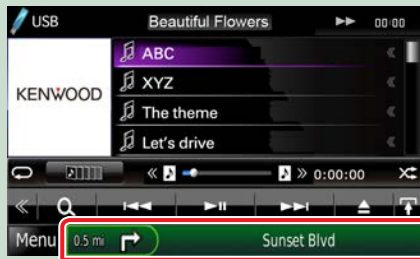 USB Beautiful Flowers 00:00
KENWOOD
ABC
XYZ
The theme
Let's drive
0:00:00
Menu 0.5 mi Sunset Blvd